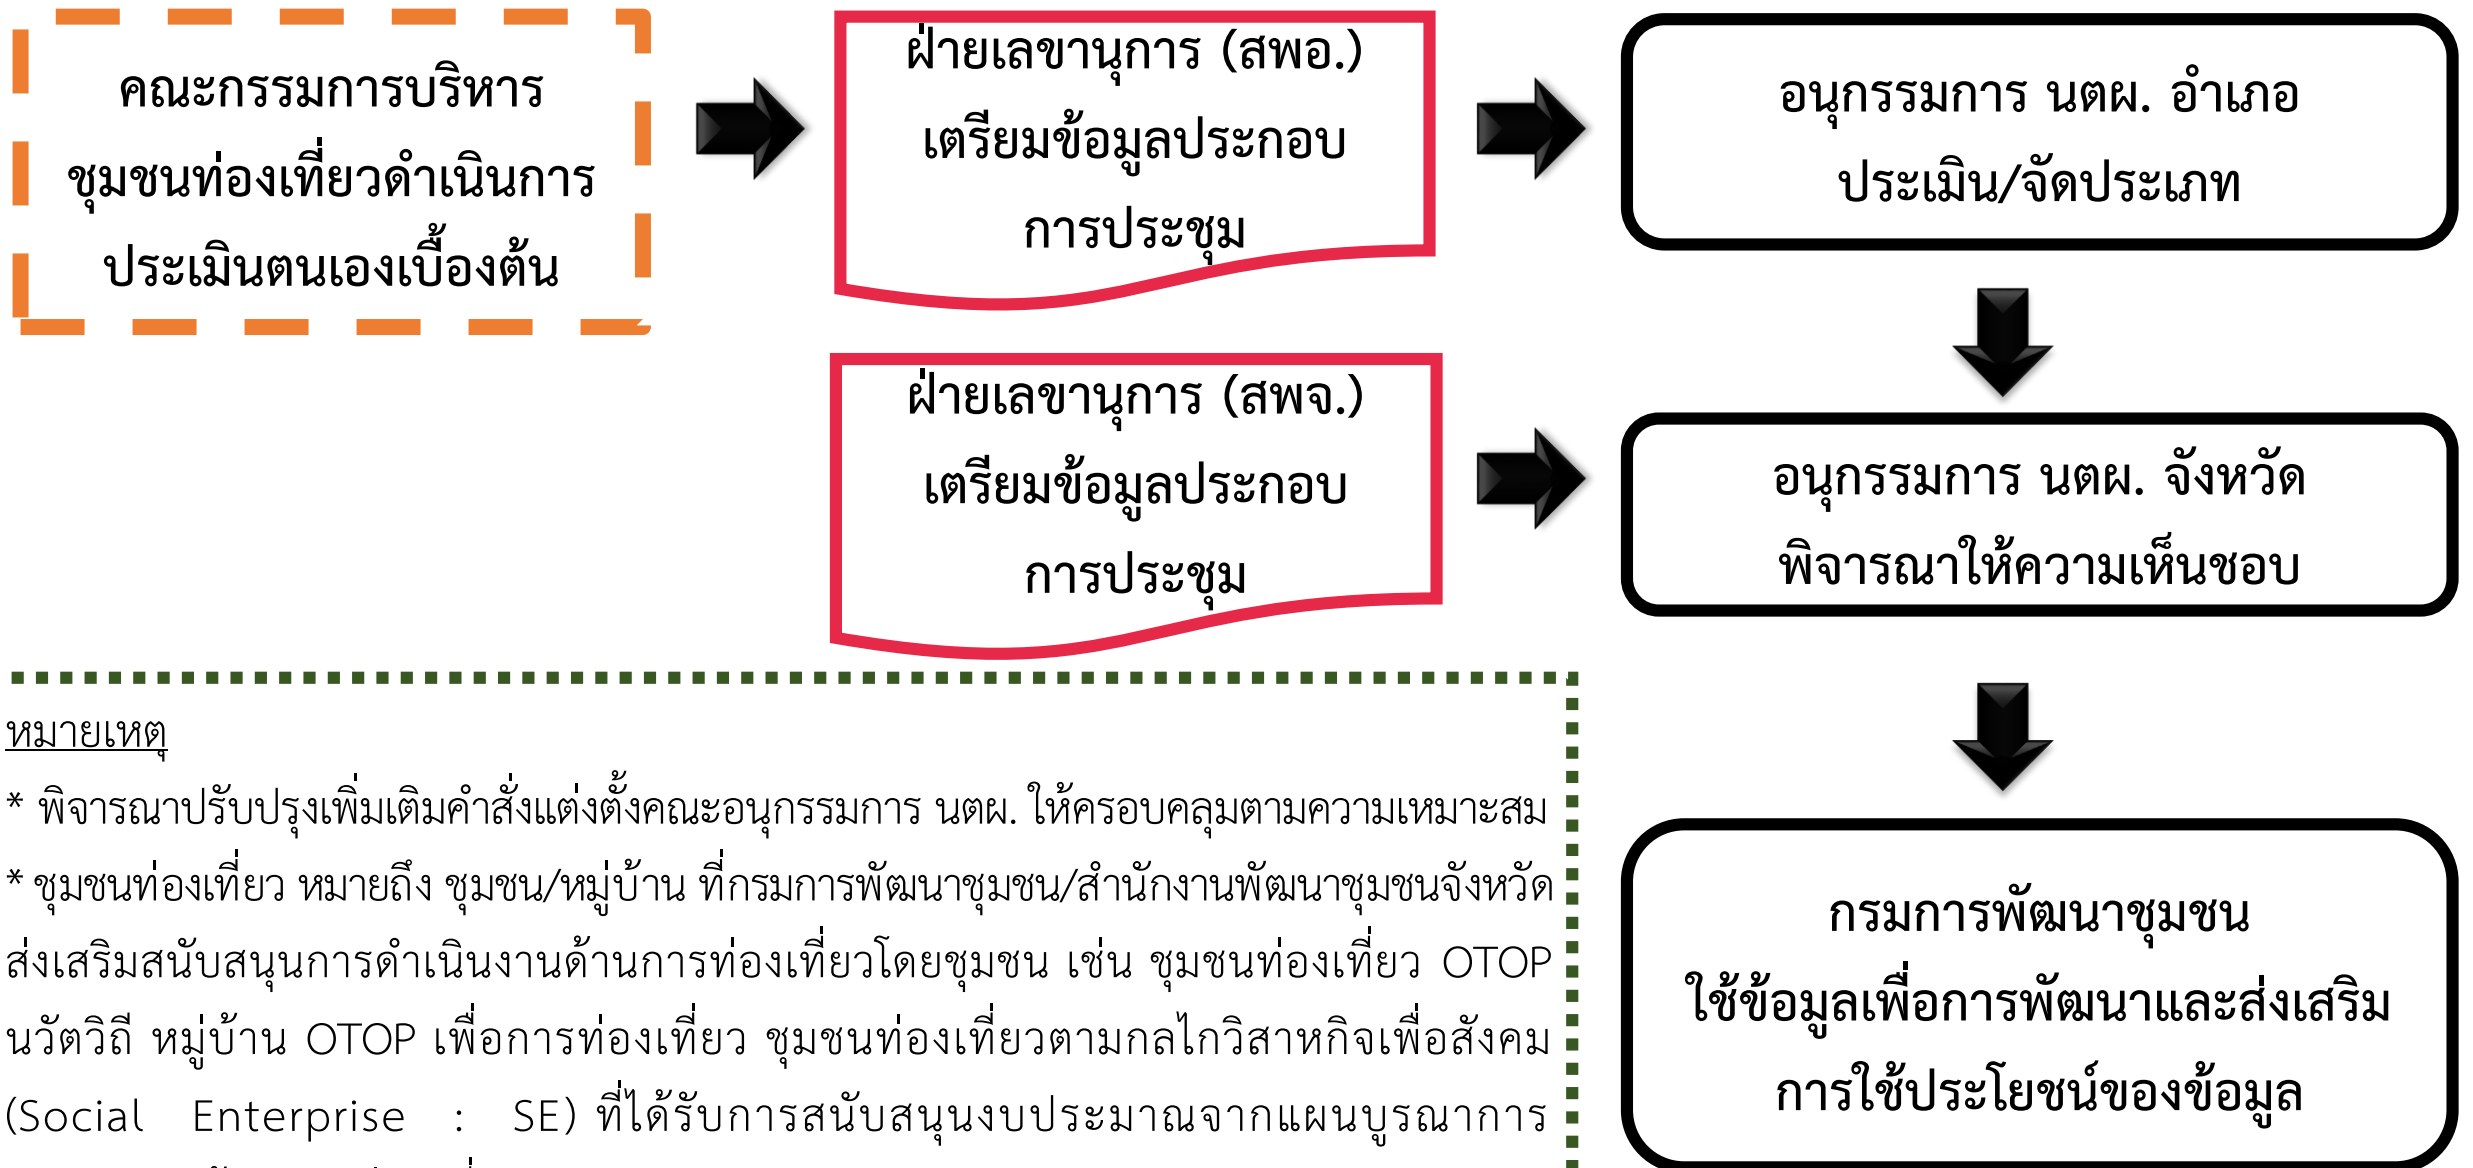 คณะกรรมการบริหาร
ชุมชนท่องเที่ยวดำเนินการ
ประเมินตนเองเบื้องต้น
ฝ่ายเลขานุการ (สพอ.)
เตรียมข้อมูลประกอบ
การประชุม
อนุกรรมการ นตผ. อำเภอ
ประเมิน/จัดประเภท
ฝ่ายเลขานุการ (สพจ.)
เตรียมข้อมูลประกอบ
การประชุม
อนุกรรมการ นตผ. จังหวัด
พิจารณาให้ความเห็นชอบ
กรมการพัฒนาชุมชน
ใช้ข้อมูลเพื่อการพัฒนาและส่งเสริม
การใช้ประโยชน์ของข้อมูล
หมายเหตุ
* พิจารณาปรับปรุงเพิ่มเติมคำสั่งแต่งตั้งคณะอนุกรรมการ นตผ. ให้ครอบคลุมตามความเหมาะสม
* ชุมชนท่องเที่ยว หมายถึง ชุมชน/หมู่บ้าน ที่กรมการพัฒนาชุมชน/สำนักงานพัฒนาชุมชนจังหวัด
ส่งเสริมสนับสนุนการดำเนินงานด้านการท่องเที่ยวโดยชุมชน เช่น ชุมชนท่องเที่ยว OTOP
นวัตวิถี หมู่บ้าน OTOP เพื่อการท่องเที่ยว ชุมชนท่องเที่ยวตามกลไกวิสาหกิจเพื่อสังคม
(Social Enterprise : SE) ที่ได้รับการสนับสนุนงบประมาณจากแผนบูรณาการ